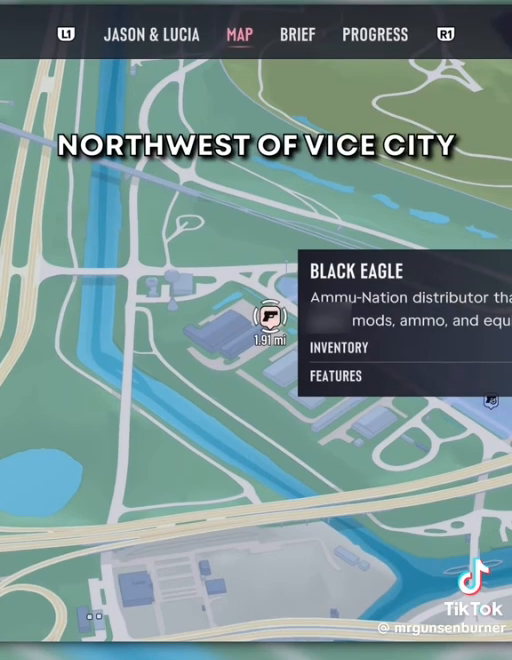 L1 JASON & LUCIA MAP BRIEF PROGRESS R1
NORTHWEST OF VICE CITY
BLACK EAGLE
Ammu-Nation distributor tha
mods, ammo, and equi
1.91 mi
INVENTORY
FEATURES
TikTok
@ mrgunsenburner